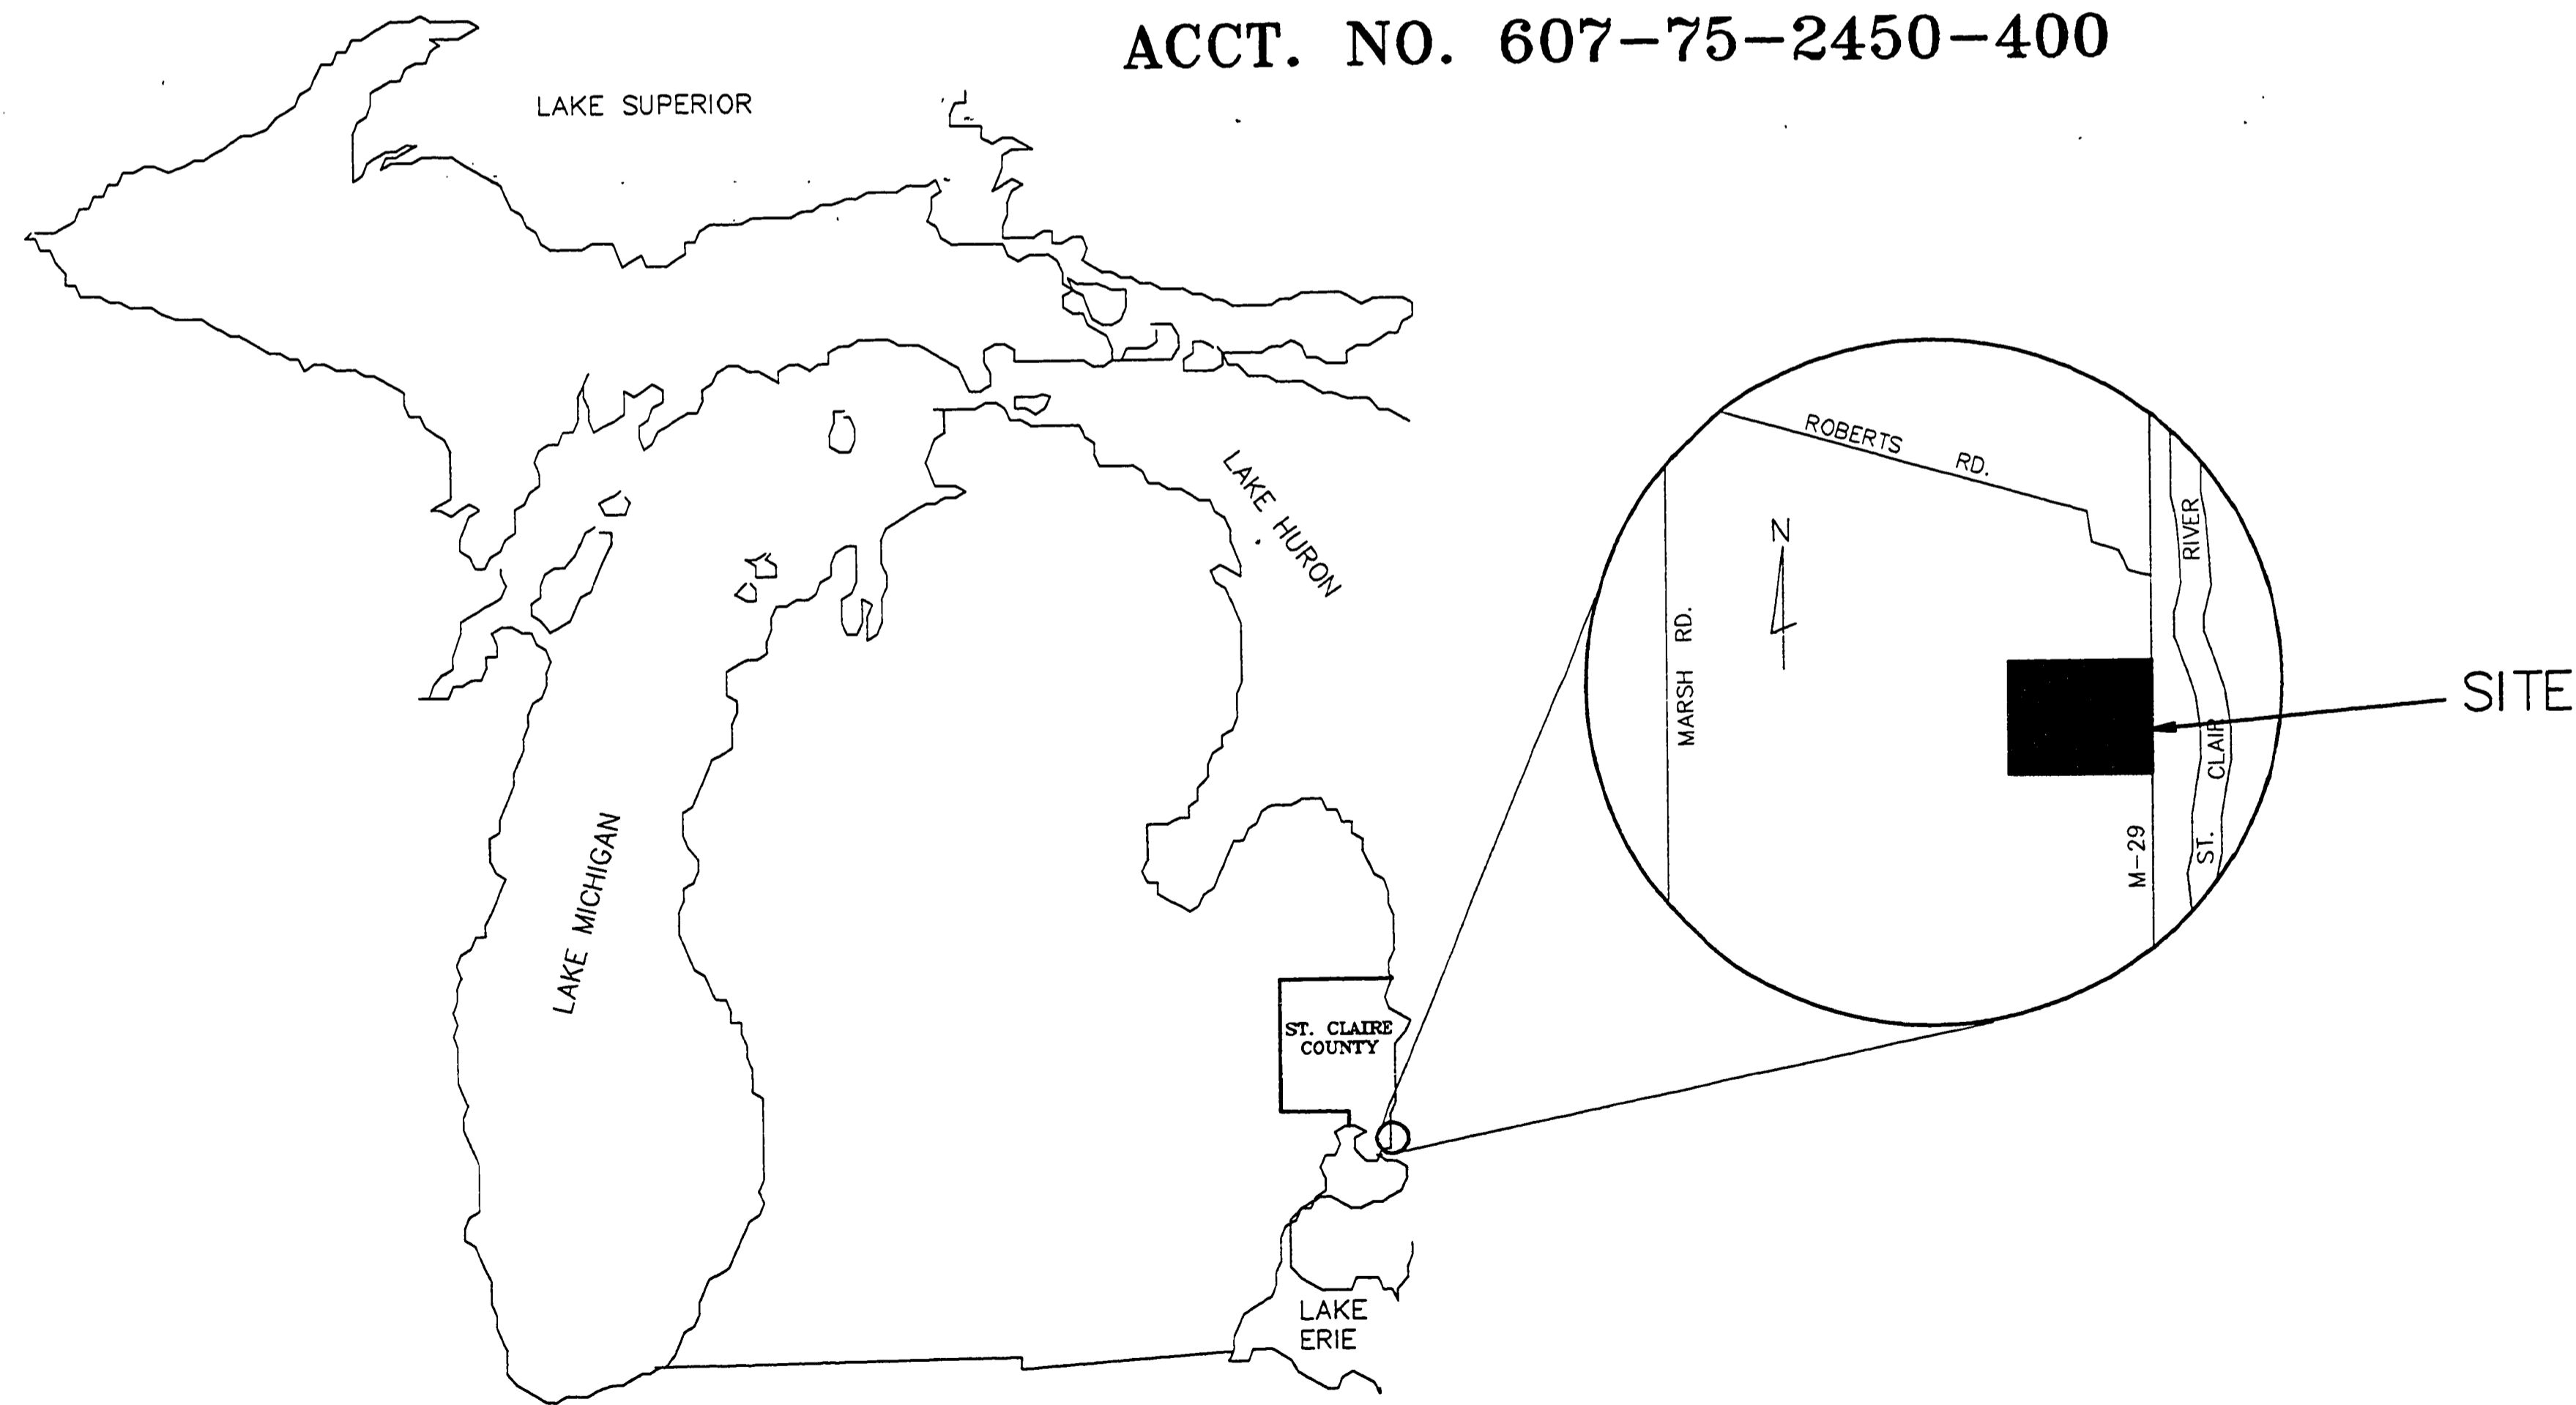 ACCT. NO. 607-75-2450-400
LAKE SUPERIOR
LAKE HURON
LAKE MICHIGAN
ST. CLAIRE
COUNTY
LAKE
ERIE
ROBERTS RD.
N
MARSH RD.
M-29
ST. CLAIR RIVER
SITE